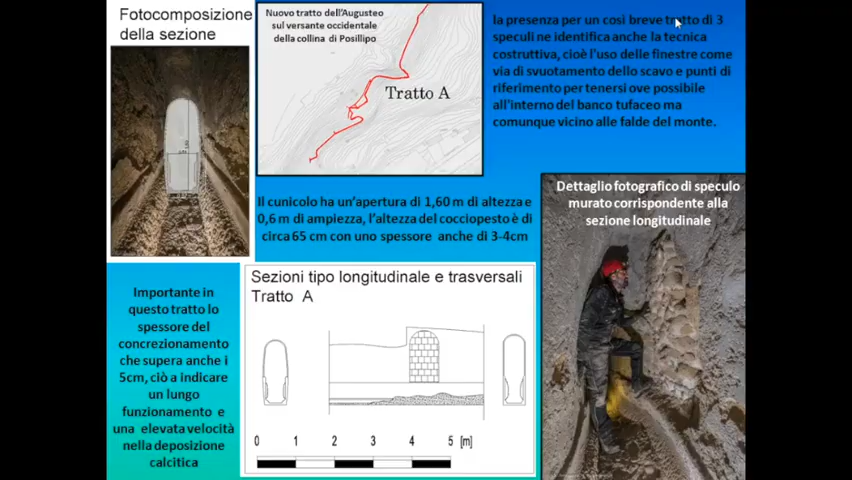 Fotocomposizione
della sezione
Nuovo tratto dell'Augusteo
sul versante occidentale
della collina di Posillipo
Tratto A
la presenza per un così breve tratto di 3
speculi ne identifica anche la tecnica
costruttiva, cioè l'uso delle finestre come
via di svuotamento dello scavo e punti di
riferimento per tenersi ove possibile
all'interno del banco tufaceo ma
comunque vicino alle falde del monte.
Il cunicolo ha un'apertura di 1,60 m di altezza e
0,6 m di ampiezza, l'altezza del cocciopesto è di
circa 65 cm con uno spessore anche di 3-4cm
Dettaglio fotografico di speculo
murato corrispondente alla
sezione longitudinale
Importante in
questo tratto lo
spessore del
concrezionamento
che supera anche i
5cm, ciò a indicare
un lungo
funzionamento e
una elevata velocità
nella deposizione
calcitica
Sezioni tipo longitudinale e trasversali
Tratto A
0 1 2 3 4 5 [m]